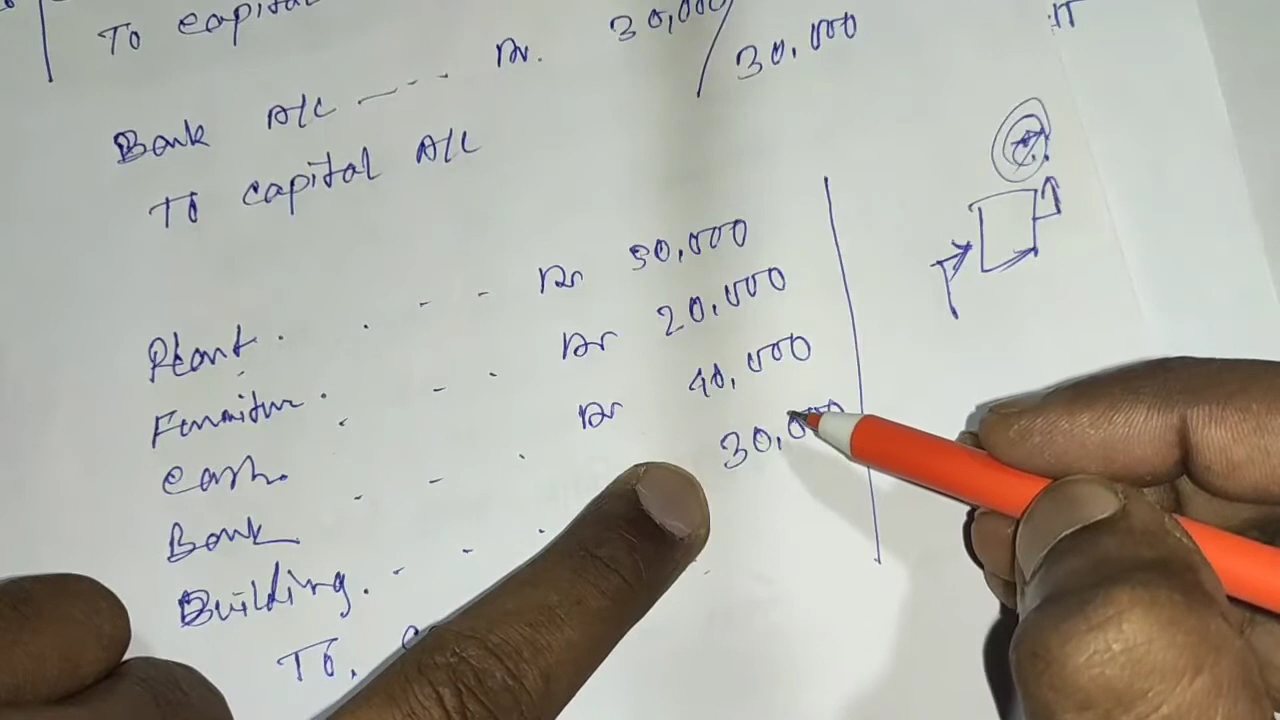 To capital
30,000
Bank A/c ---- Dr. 30,000
To capital A/c
Plant. . - - Dr 50,000
Furniture. - - Dr 20,000
Cash. . - Dr 40,000
Bank - - 30,000
Building. - - -
To.